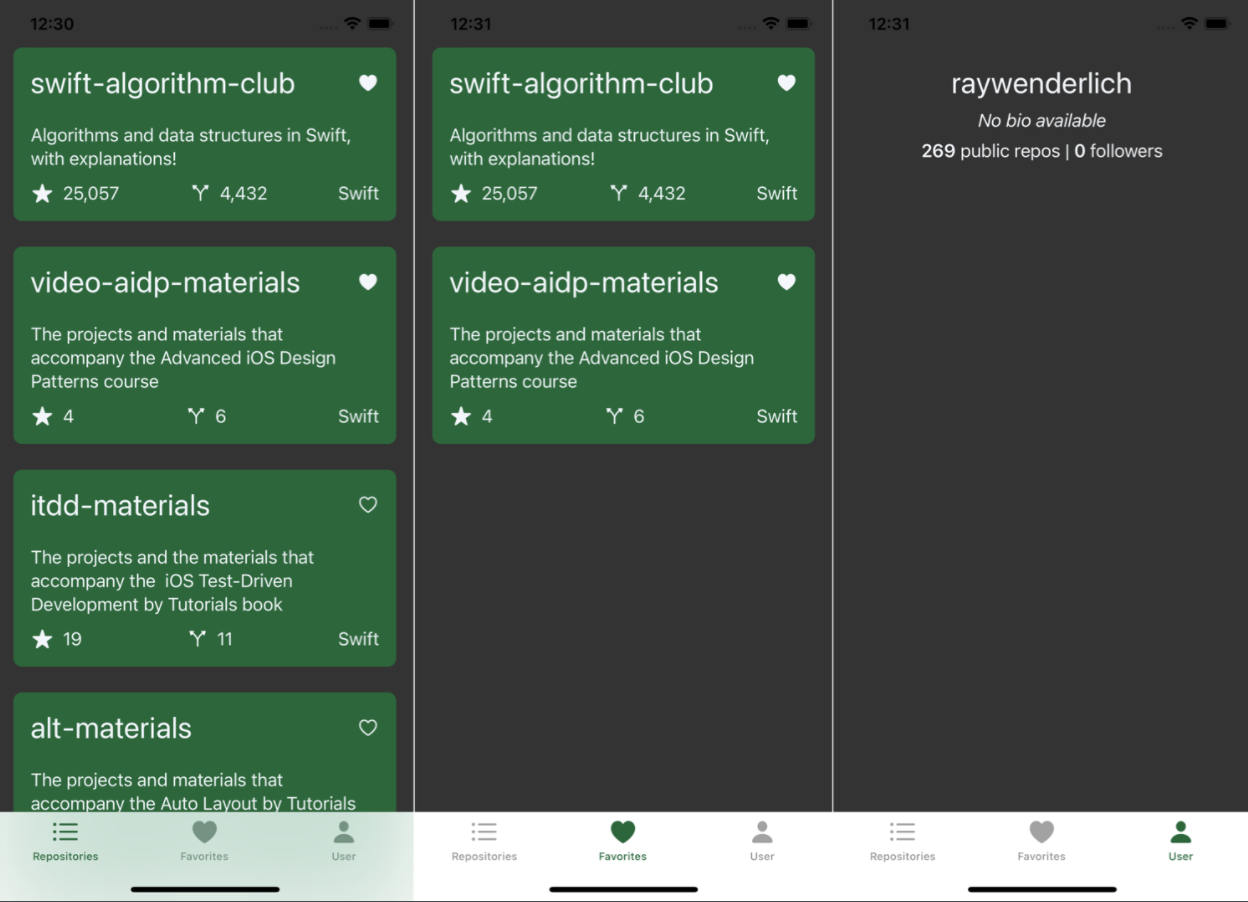 12:30
swift-algorithm-club
Algorithms and data structures in Swift,
with explanations!
25,057 4,432 Swift
video-aidp-materials
The projects and materials that
accompany the Advanced iOS Design
Patterns course
4 6 Swift
itdd-materials
The projects and the materials that
accompany the  iOS Test-Driven
Development by Tutorials book
19 11 Swift
alt-materials
The projects and materials that
accompany the Auto Layout by Tutorials
Repositories Favorites User
12:31
swift-algorithm-club
Algorithms and data structures in Swift,
with explanations!
25,057 4,432 Swift
video-aidp-materials
The projects and materials that
accompany the Advanced iOS Design
Patterns course
4 6 Swift
Repositories Favorites User
12:31
raywenderlich
No bio available
269 public repos | 0 followers
Repositories Favorites User